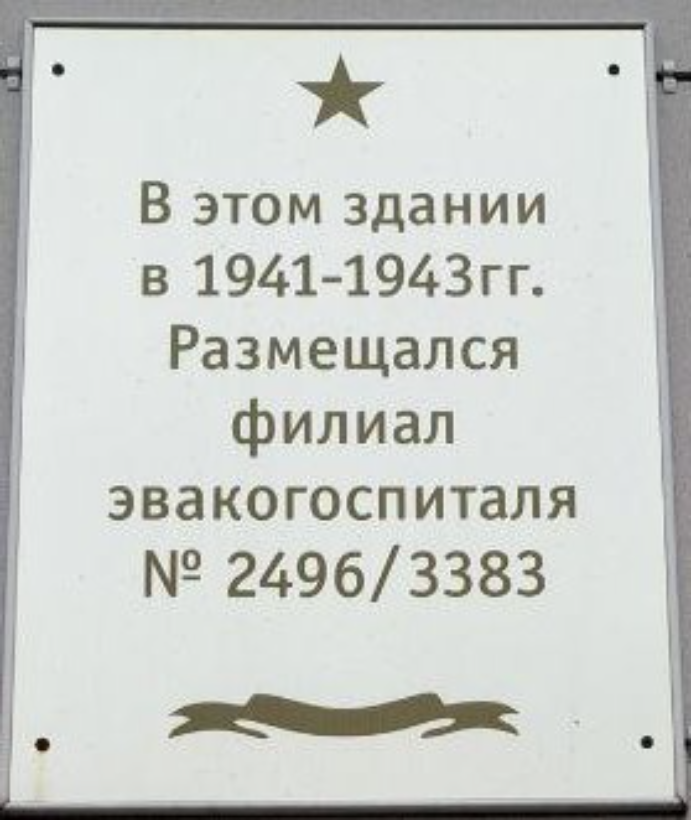 В этом здании
в 1941-1943гг.
Размещался
филиал
эвакогоспиталя
№ 2496/3383